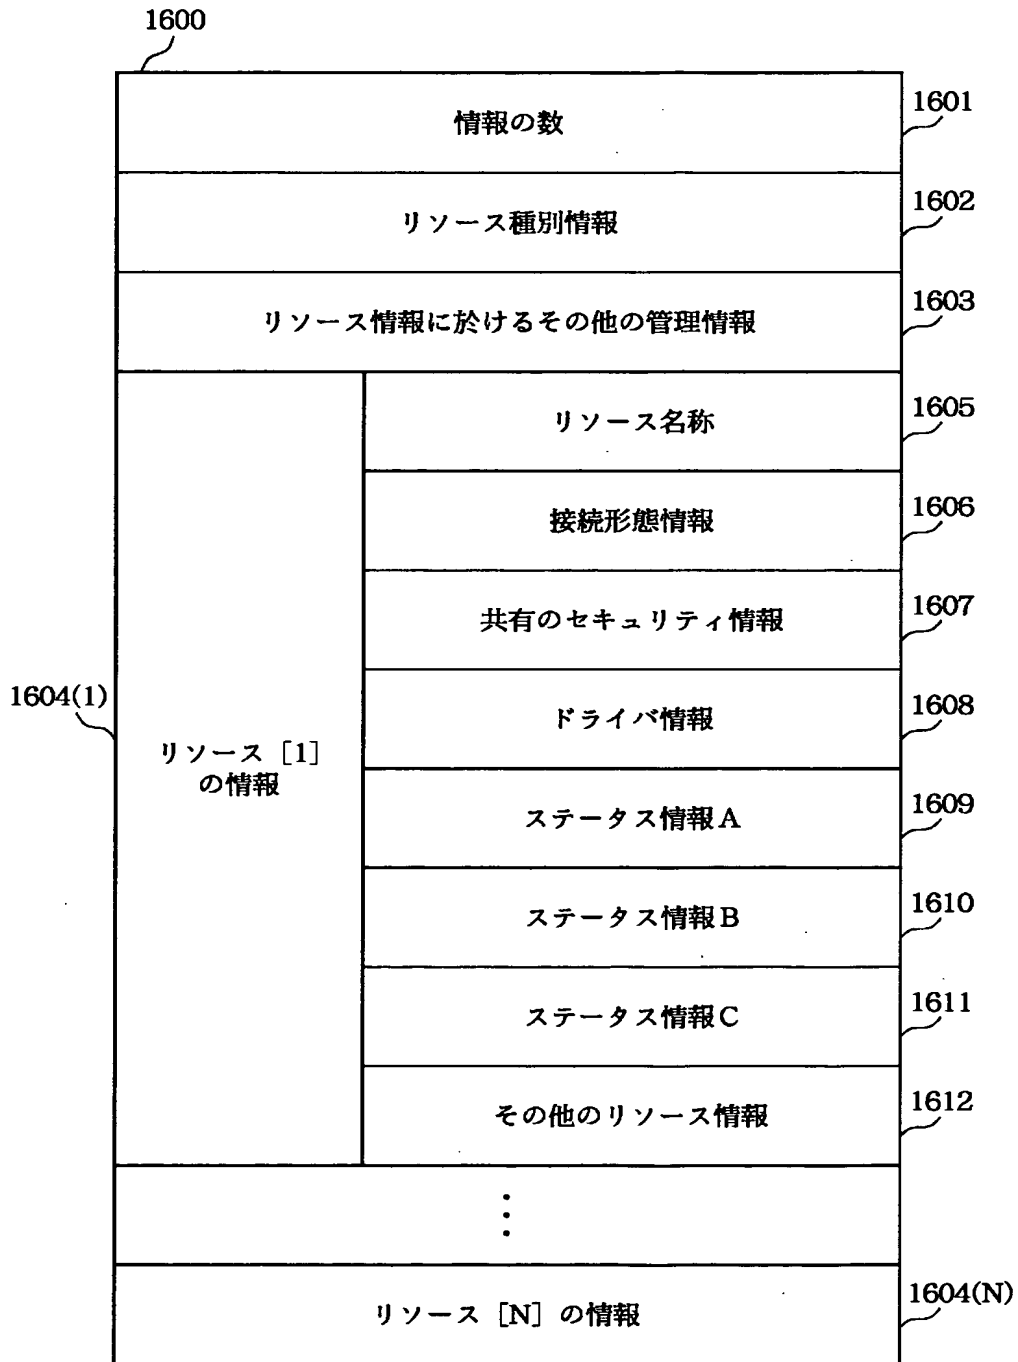 1600
情報の数
1601
リソース種別情報
1602
リソース情報に於けるその他の管理情報
1603
リソース名称
1605
接続形態情報
1606
共有のセキュリティ情報
1607
1604(1)
リソース［1］
の情報
ドライバ情報
1608
ステータス情報A
1609
ステータス情報B
1610
ステータス情報C
1611
その他のリソース情報
1612
⋮
リソース［N］の情報
1604(N)